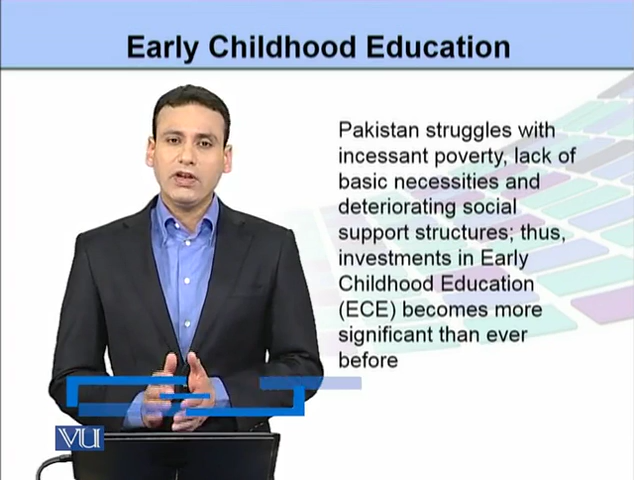 Early Childhood Education
Pakistan struggles with
incessant poverty, lack of
basic necessities and
deteriorating social
support structures; thus,
investments in Early
Childhood Education
(ECE) becomes more
significant than ever
before
VU